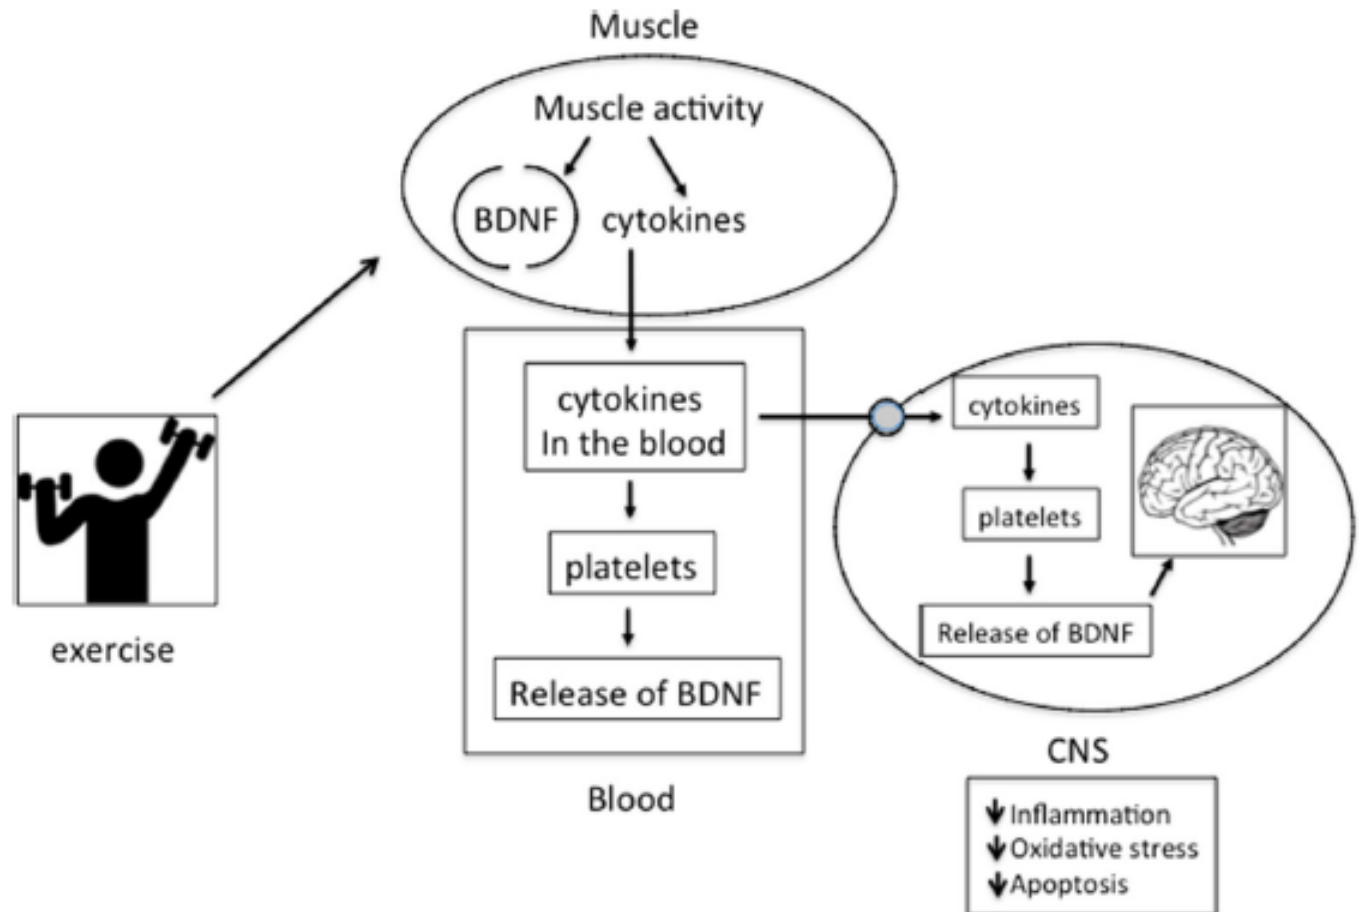 Muscle
Muscle activity
BDNF
cytokines
cytokines
In the blood
platelets
Release of BDNF
Blood
exercise
cytokines
platelets
Release of BDNF
CNS
Inflammation
Oxidative stress
Apoptosis